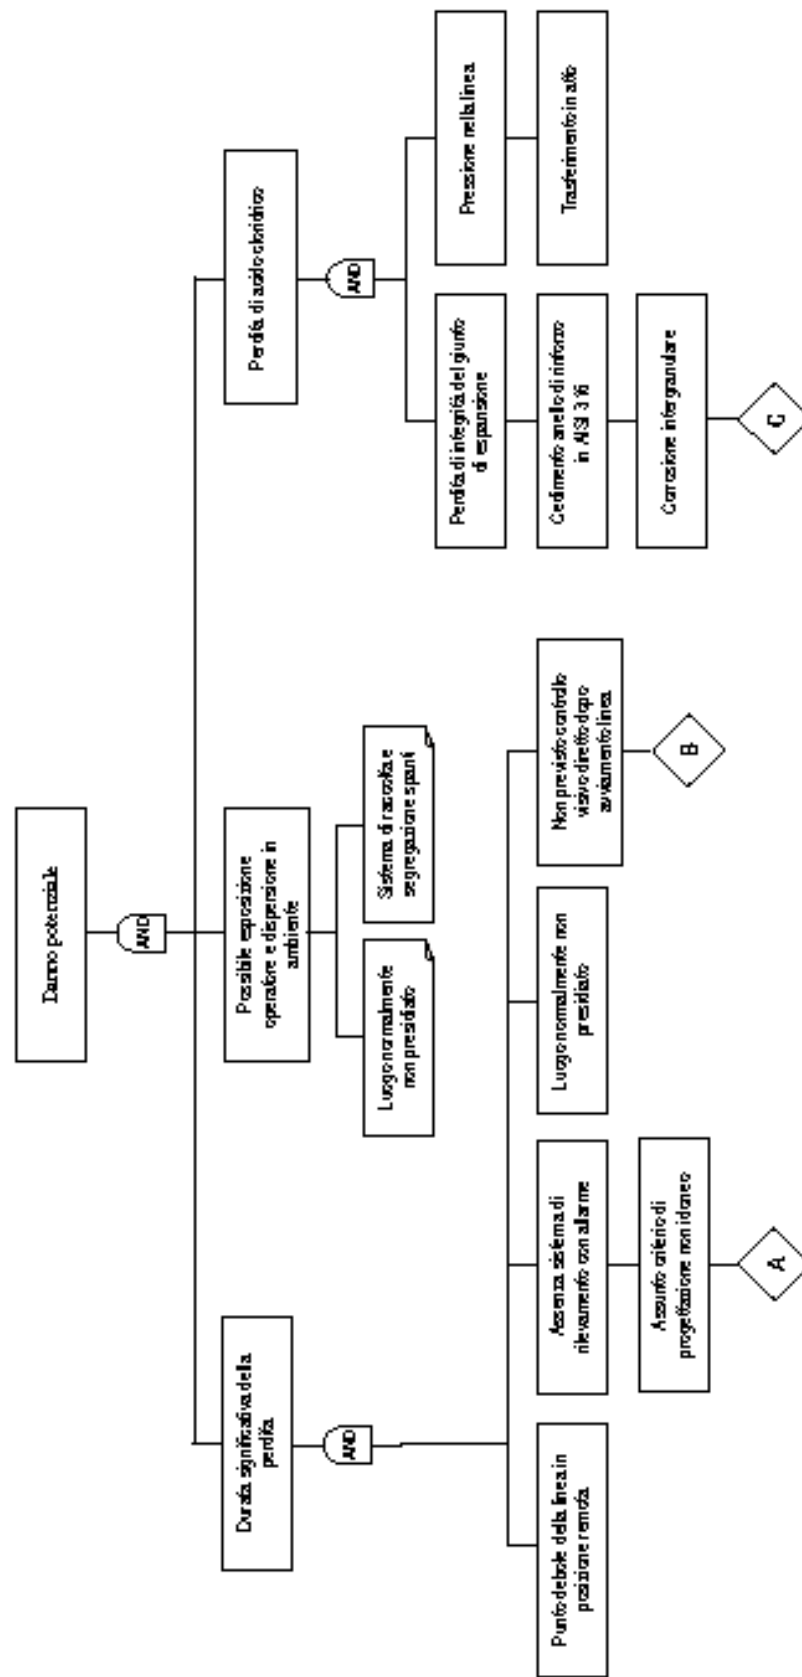 Danno potenziale
AND
Durata significativa della
perdita
Possibile esposizione
operatore e dispersione in
ambiente
Perdita di acido cloridrico
AND
Luogo normalmente
non presidiato
Sistema di raccolta e
segregazione spanti
AND
Perdita di integrità del giunto
di espansione
Pressione nella linea
Punto debole della linea in
posizione remota
Assenza sistema di
rilevamento con allarme
Luogo normalmente non
presidiato
Non previsto controllo
visivo diretto dopo
avviamento linea
Cedimento anello di rinforzo
in AISI 316
Trasferimento in atto
Assunto criterio di
progettazione non idoneo
B
Corrosione intergranulare
A
C